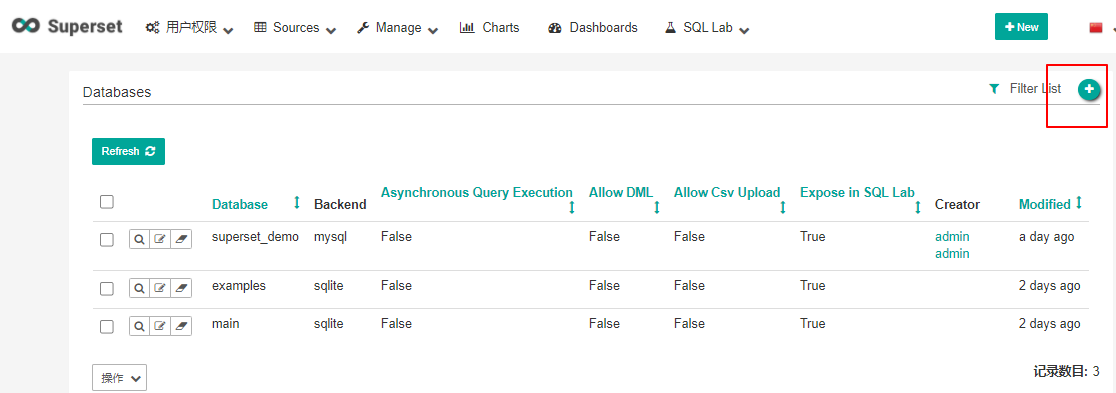 Superset 用户权限 Sources Manage Charts Dashboards SQL Lab New
Databases Filter List
Refresh
Database Backend Asynchronous Query Execution Allow DML Allow Csv Upload Expose in SQL Lab Creator Modified
superset_demo mysql False False False True admin a day ago
admin
examples sqlite False False False True 2 days ago
main sqlite False False False True 2 days ago
操作 记录数目: 3